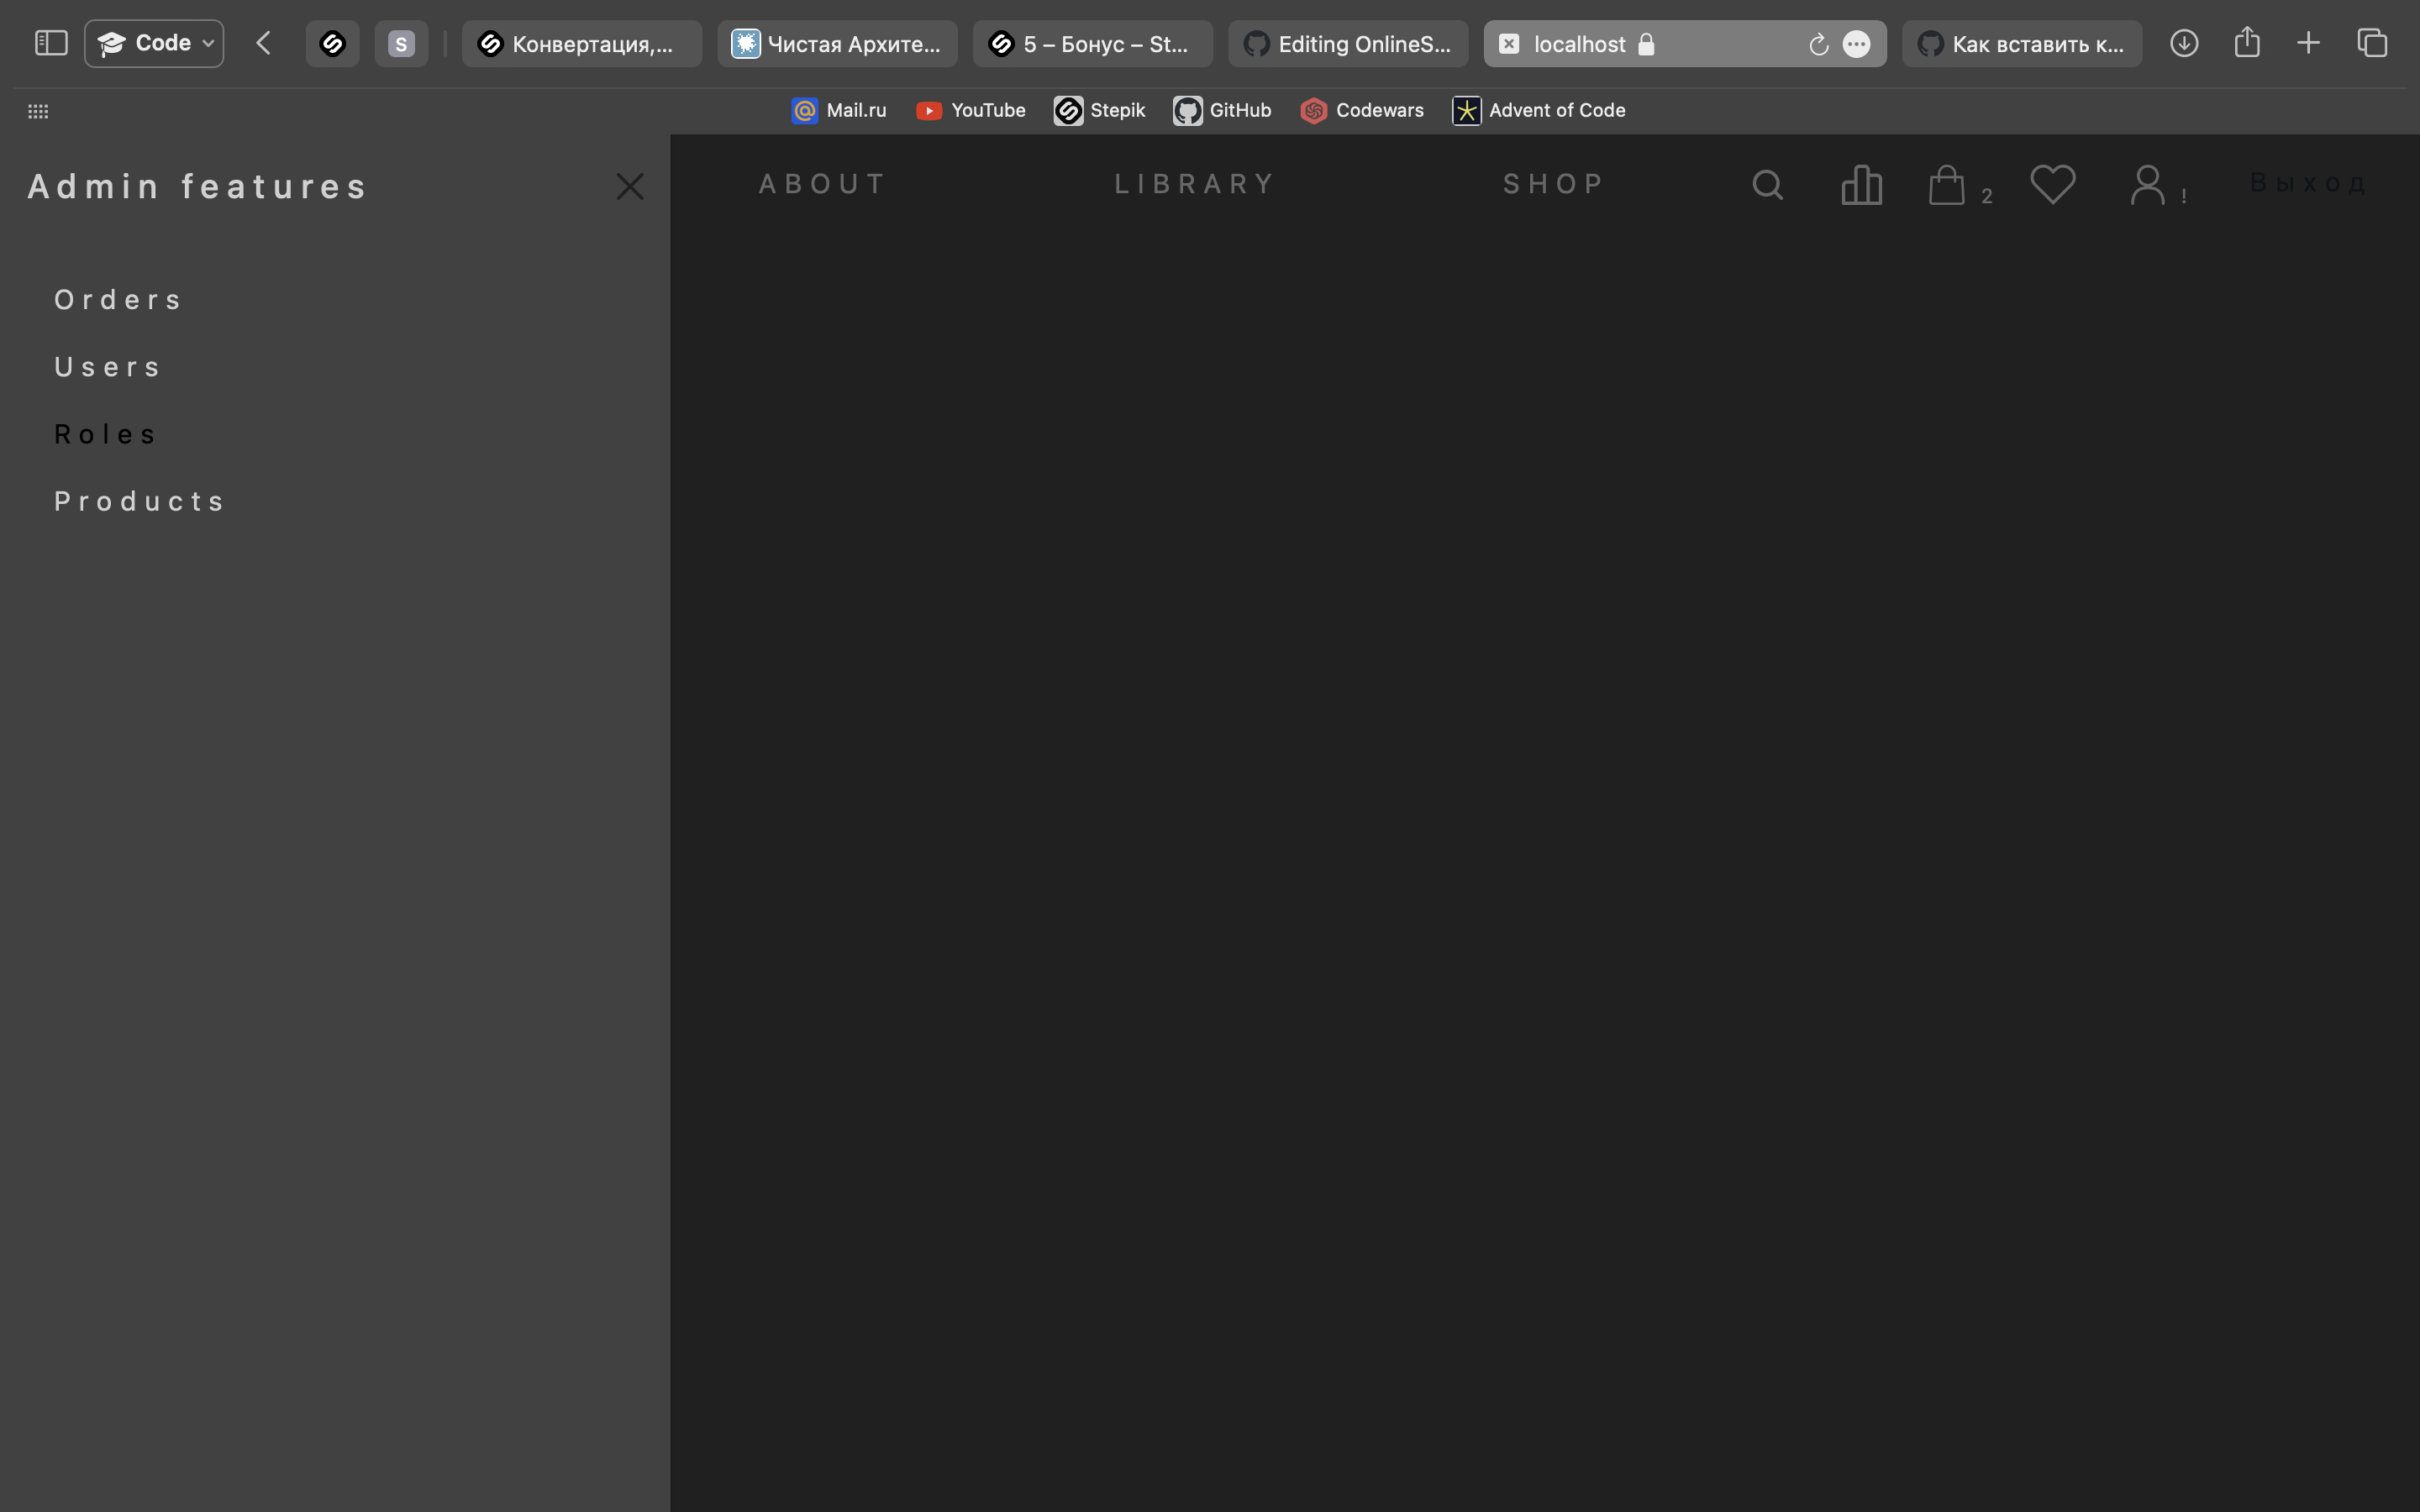 Code
S
Конвертация,...
Чистая Архите...
5 – Бонус – St...
Editing OnlineS...
localhost
Как вставить к...
Mail.ru
YouTube
Stepik
GitHub
Codewars
Advent of Code
Admin features
ABOUT
LIBRARY
SHOP
2
!
Выход
Orders
Users
Roles
Products